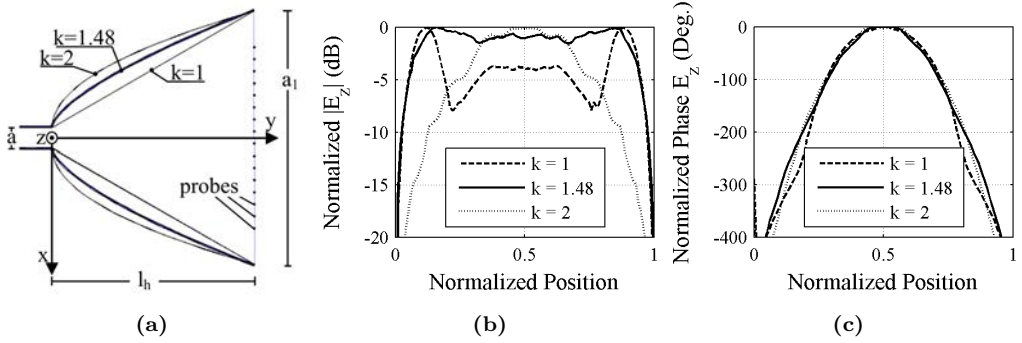 k=1.48
k=2
k=1
a₁
a
z
y
probes
x
lₕ
(a)
Normalized |E_Z| (dB)
0
-5
-10
-15
-20
k = 1
k = 1.48
k = 2
0 0.5 1
Normalized Position
(b)
Normalized Phase E_Z (Deg.)
0
-100
-200
-300
-400
k = 1
k = 1.48
k = 2
0 0.5 1
Normalized Position
(c)